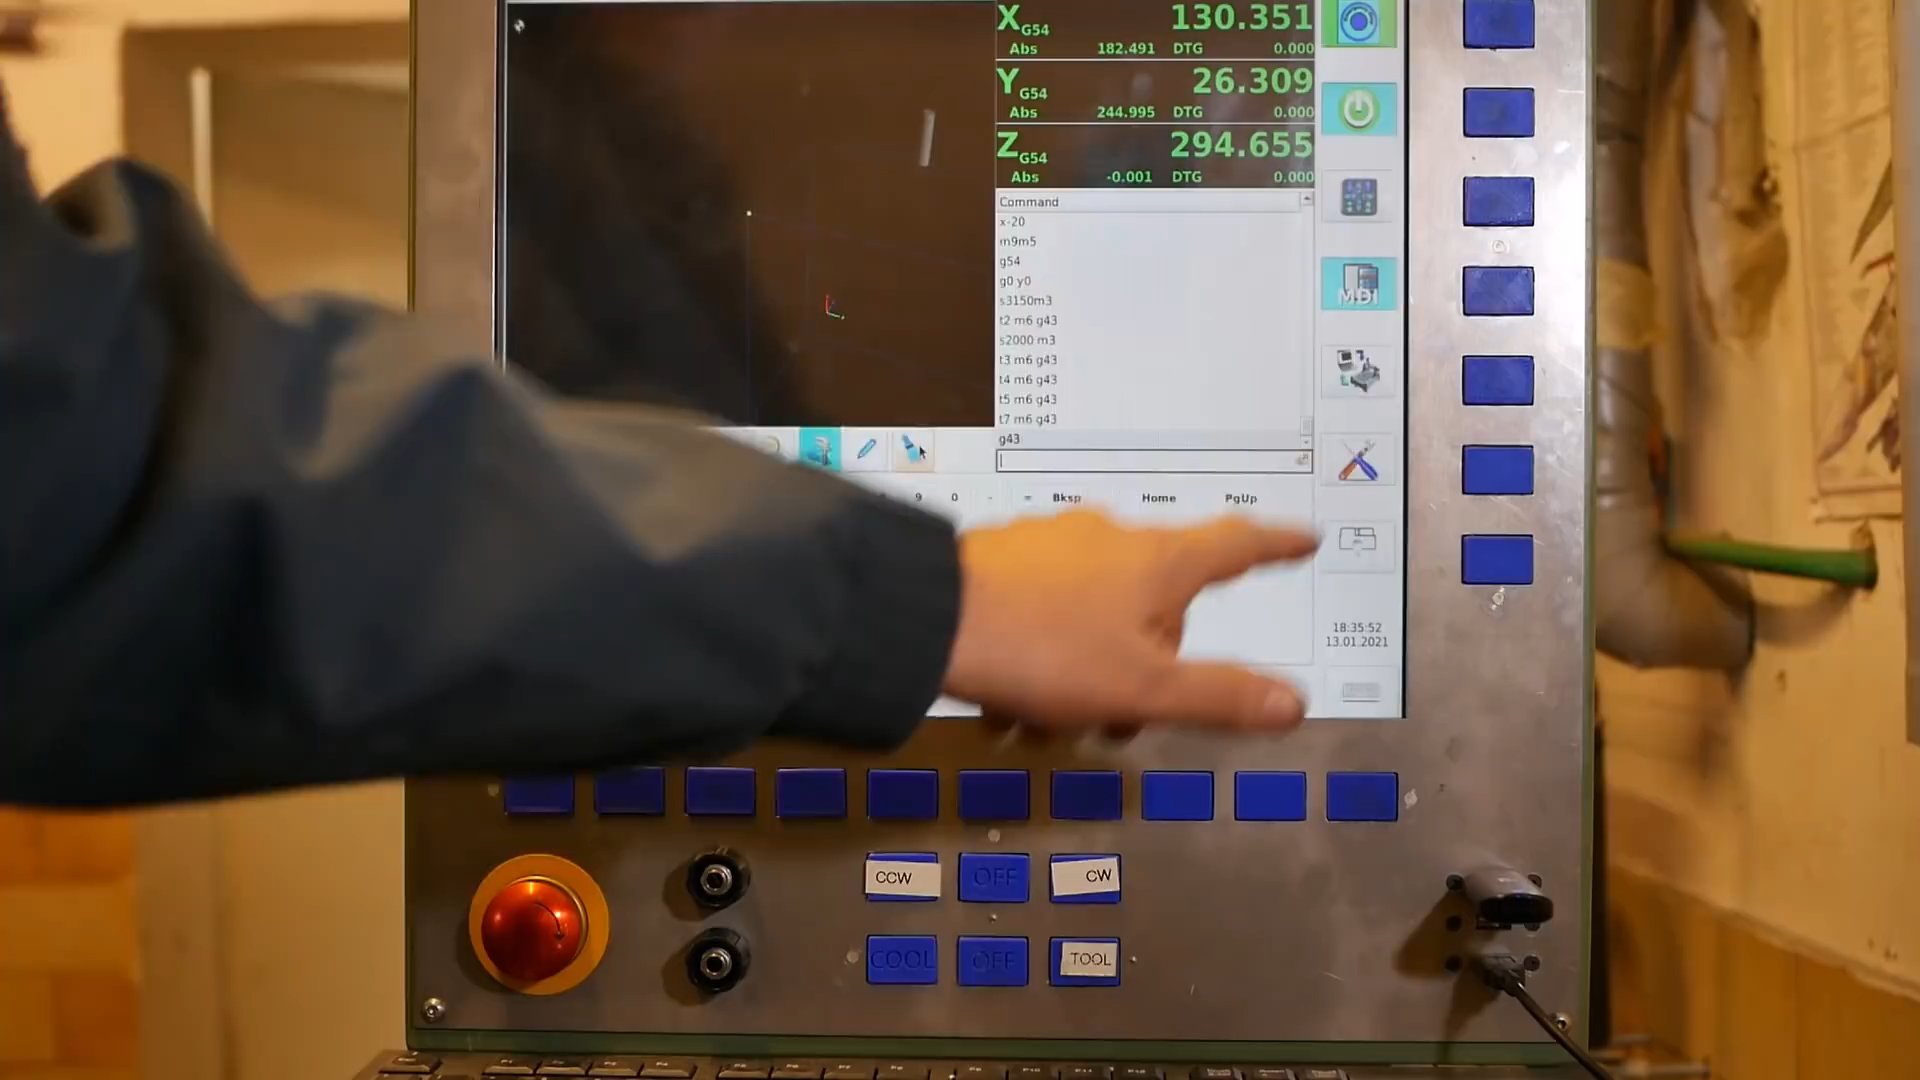 X G54 130.351
Abs 182.491 DTG 0.000
Y G54 26.309
Abs 244.995 DTG 0.000
Z G54 294.655
Abs -0.001 DTG 0.000
Command
x-20
m9m5
g54
g0 y0
s3150m3
t2 m6 g43
s2000 m3
t3 m6 g43
t4 m6 g43
t5 m6 g43
t7 m6 g43
g43
MDI
9 0 - = Bksp Home PgUp
18:35:52
13.01.2021
CCW OFF CW
COOL OFF TOOL